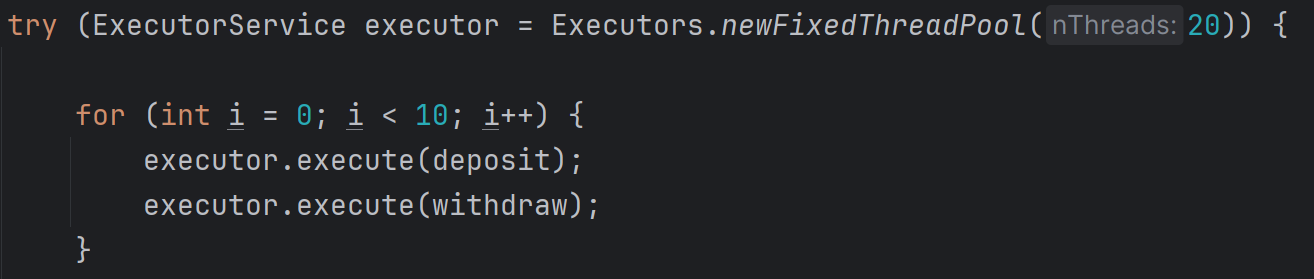 try (ExecutorService executor = Executors.newFixedThreadPool( nThreads: 20)) {
for (int i = 0; i < 10; i++) {
executor.execute(deposit);
executor.execute(withdraw);
}